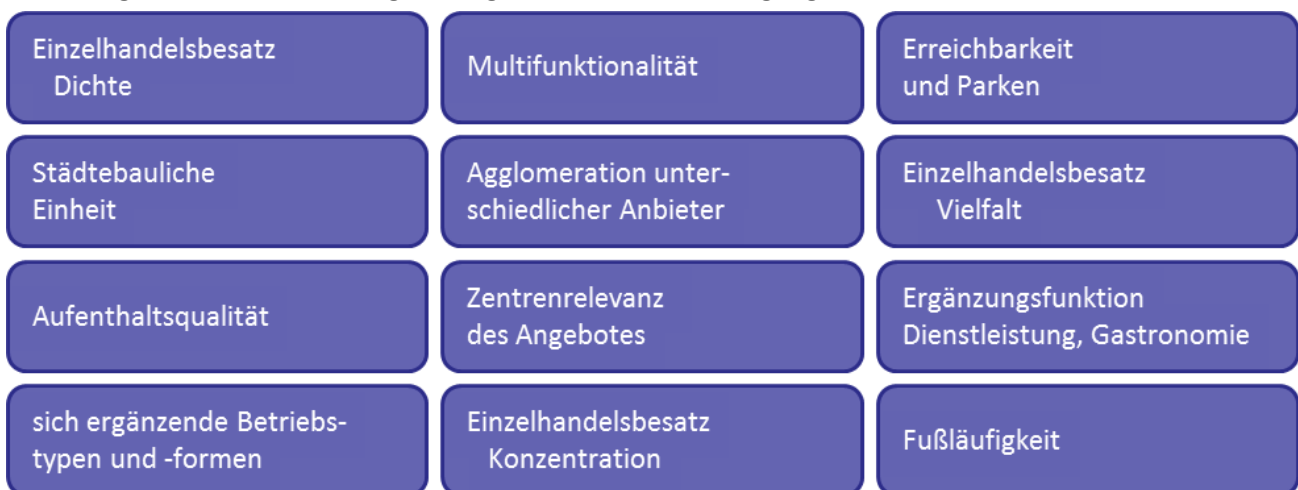 Einzelhandelsbesatz
Dichte
Multifunktionalität
Erreichbarkeit
und Parken
Städtebauliche
Einheit
Agglomeration unter-
schiedlicher Anbieter
Einzelhandelsbesatz
Vielfalt
Aufenthaltsqualität
Zentrenrelevanz
des Angebotes
Ergänzungsfunktion
Dienstleistung, Gastronomie
sich ergänzende Betriebs-
typen und -formen
Einzelhandelsbesatz
Konzentration
Fußläufigkeit